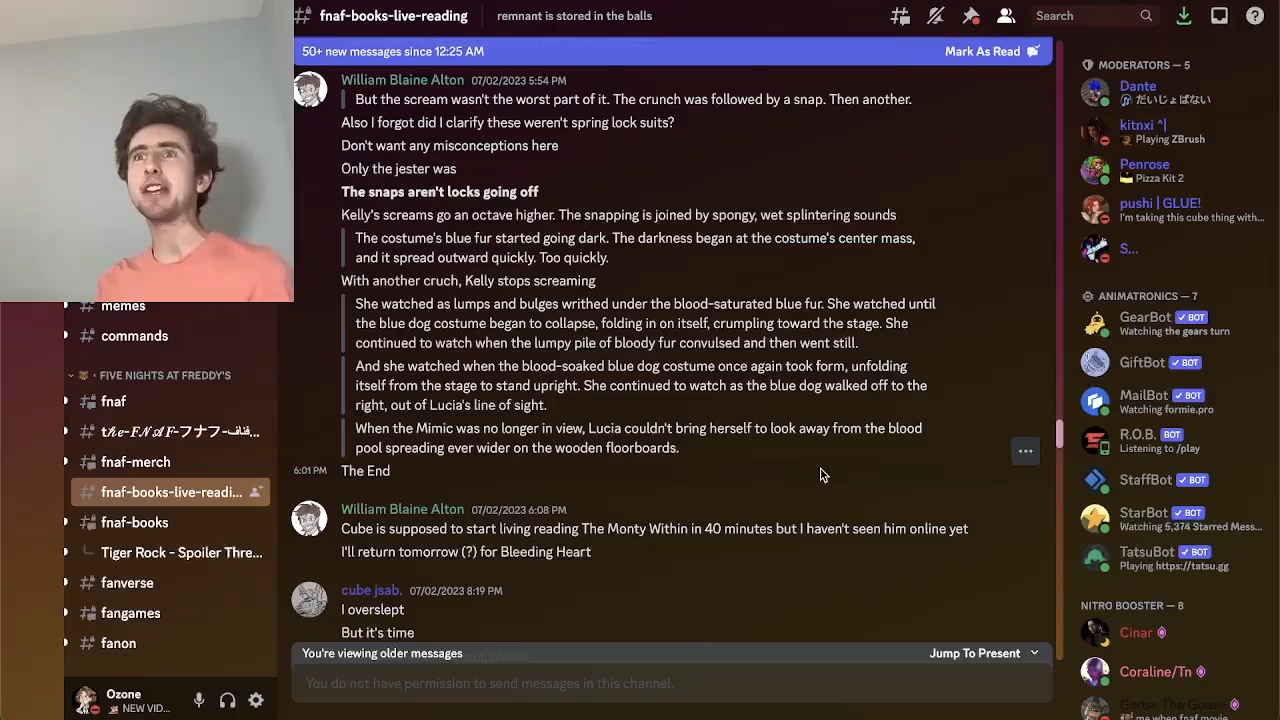 fnaf-books-live-reading
remnant is stored in the balls
Search
50+ new messages since 12:25 AM
Mark As Read
William Blaine Alton 07/02/2023 5:54 PM
But the scream wasn't the worst part of it. The crunch was followed by a snap. Then another.
Also I forgot did I clarify these weren't spring lock suits?
Don't want any misconceptions here
Only the jester was
The snaps aren't locks going off
Kelly's screams go an octave higher. The snapping is joined by spongy, wet splintering sounds
The costume's blue fur started going dark. The darkness began at the costume's center mass,
and it spread outward quickly. Too quickly.
With another cruch, Kelly stops screaming
She watched as lumps and bulges writhed under the blood-saturated blue fur. She watched until
the blue dog costume began to collapse, folding in on itself, crumpling toward the stage. She
continued to watch when the lumpy pile of bloody fur convulsed and then went still.
And she watched when the blood-soaked blue dog costume once again took form, unfolding
itself from the stage to stand upright. She continued to watch as the blue dog walked off to the
right, out of Lucia's line of sight.
When the Mimic was no longer in view, Lucia couldn't bring herself to look away from the blood
pool spreading ever wider on the wooden floorboards.
6:01 PM The End
William Blaine Alton 07/02/2023 6:08 PM
Cube is supposed to start living reading The Monty Within in 40 minutes but I haven't seen him online yet
I'll return tomorrow (?) for Bleeding Heart
cube jsab. 07/02/2023 8:19 PM
I overslept
But it's time
You're viewing older messages
Jump To Present
You do not have permission to send messages in this channel.
memes
commands
FIVE NIGHTS AT FREDDY'S
fnaf
fnaf-merch
fnaf-books-live-readi...
fnaf-books
Tiger Rock - Spoiler Thre...
fanverse
fangames
fanon
Ozone
NEW VID...
MODERATORS — 5
Dante
だいじょばない
kitnxi ^|
Playing ZBrush
Penrose
Pizza Kit 2
pushi | GLUE!
I'm taking this cube thing with...
S...
ANIMATRONICS — 7
GearBot BOT
Watching the gears turn
GiftBot BOT
MailBot BOT
Watching formie.pro
R.O.B. BOT
Listening to /play
StaffBot BOT
StarBot BOT
Watching 5,374 Starred Mess...
TatsuBot BOT
Playing https://tatsu.gg
NITRO BOOSTER — 8
Cinar
Coraline/Tn
Goose The Goose
me when fnaf movie